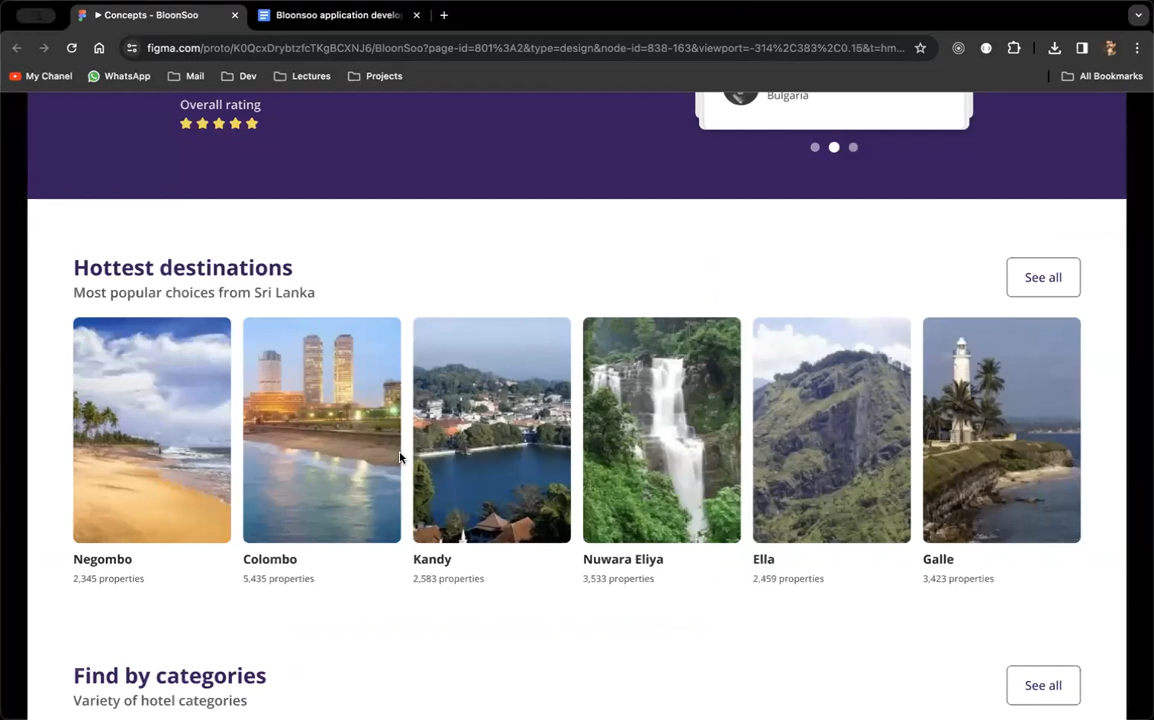 Concepts - BloonSoo
Bloonsoo application develo
figma.com/proto/K0QcxDrybtzfcTKgBCXNJ6/BloonSoo?page-id=801%3A2&type=design&node-id=838-163&viewport=-314%2C383%2C0.15&t=hm...
My Chanel
WhatsApp
Mail
Dev
Lectures
Projects
All Bookmarks
Overall rating
Bulgaria
Hottest destinations
Most popular choices from Sri Lanka
See all
Negombo
2,345 properties
Colombo
5,435 properties
Kandy
2,583 properties
Nuwara Eliya
3,533 properties
Ella
2,459 properties
Galle
3,423 properties
Find by categories
Variety of hotel categories
See all